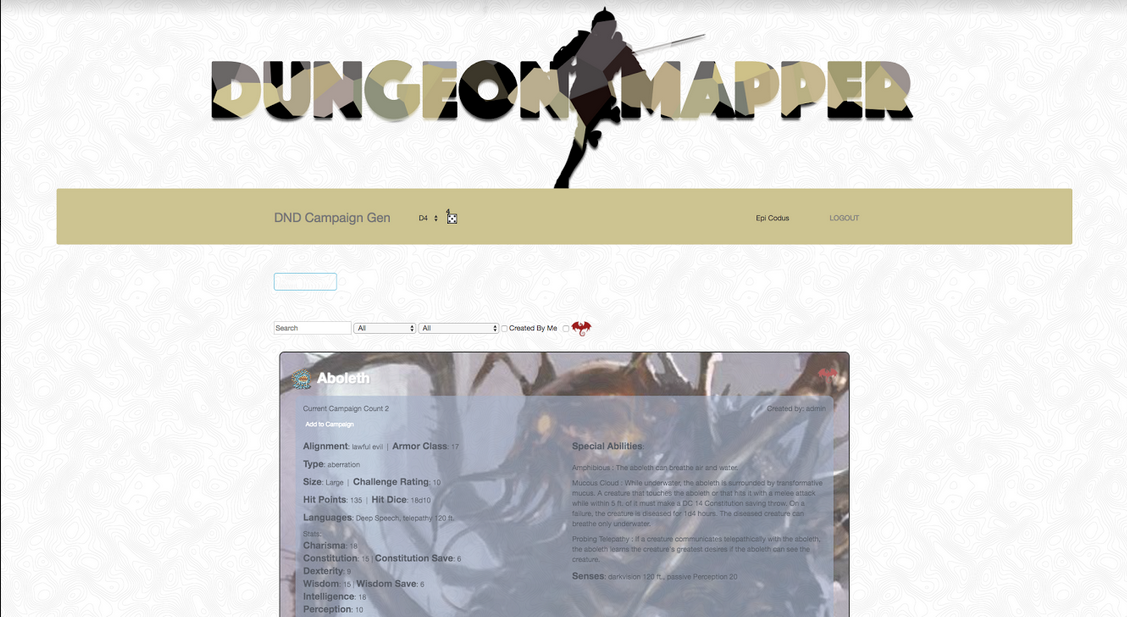 DUNGEON MAPPER
DND Campaign Gen D4 Epi Codus LOGOUT
Search All All Created By Me
Aboleth
Current Campaign Count 2
Created by: admin
Add to Campaign
Alignment: lawful evil | Armor Class: 17
Type: aberration
Size: Large | Challenge Rating: 10
Hit Points: 135 | Hit Dice: 18d10
Languages: Deep Speech, telepathy 120 ft.
Stats:
Charisma: 18
Constitution: 15 | Constitution Save: 6
Dexterity: 9
Wisdom: 15 | Wisdom Save: 6
Intelligence: 18
Perception: 10
Special Abilities:
Amphibious : The aboleth can breathe air and water.
Mucous Cloud : While underwater, the aboleth is surrounded by transformative
mucus. A creature that touches the aboleth or that hits it with a melee attack
while within 5 ft. of it must make a DC 14 Constitution saving throw. On a
failure, the creature is diseased for 1d4 hours. The diseased creature can
breathe only underwater.
Probing Telepathy : If a creature communicates telepathically with the aboleth,
the aboleth learns the creature's greatest desires if the aboleth can see the
creature.
Senses: darkvision 120 ft., passive Perception 20